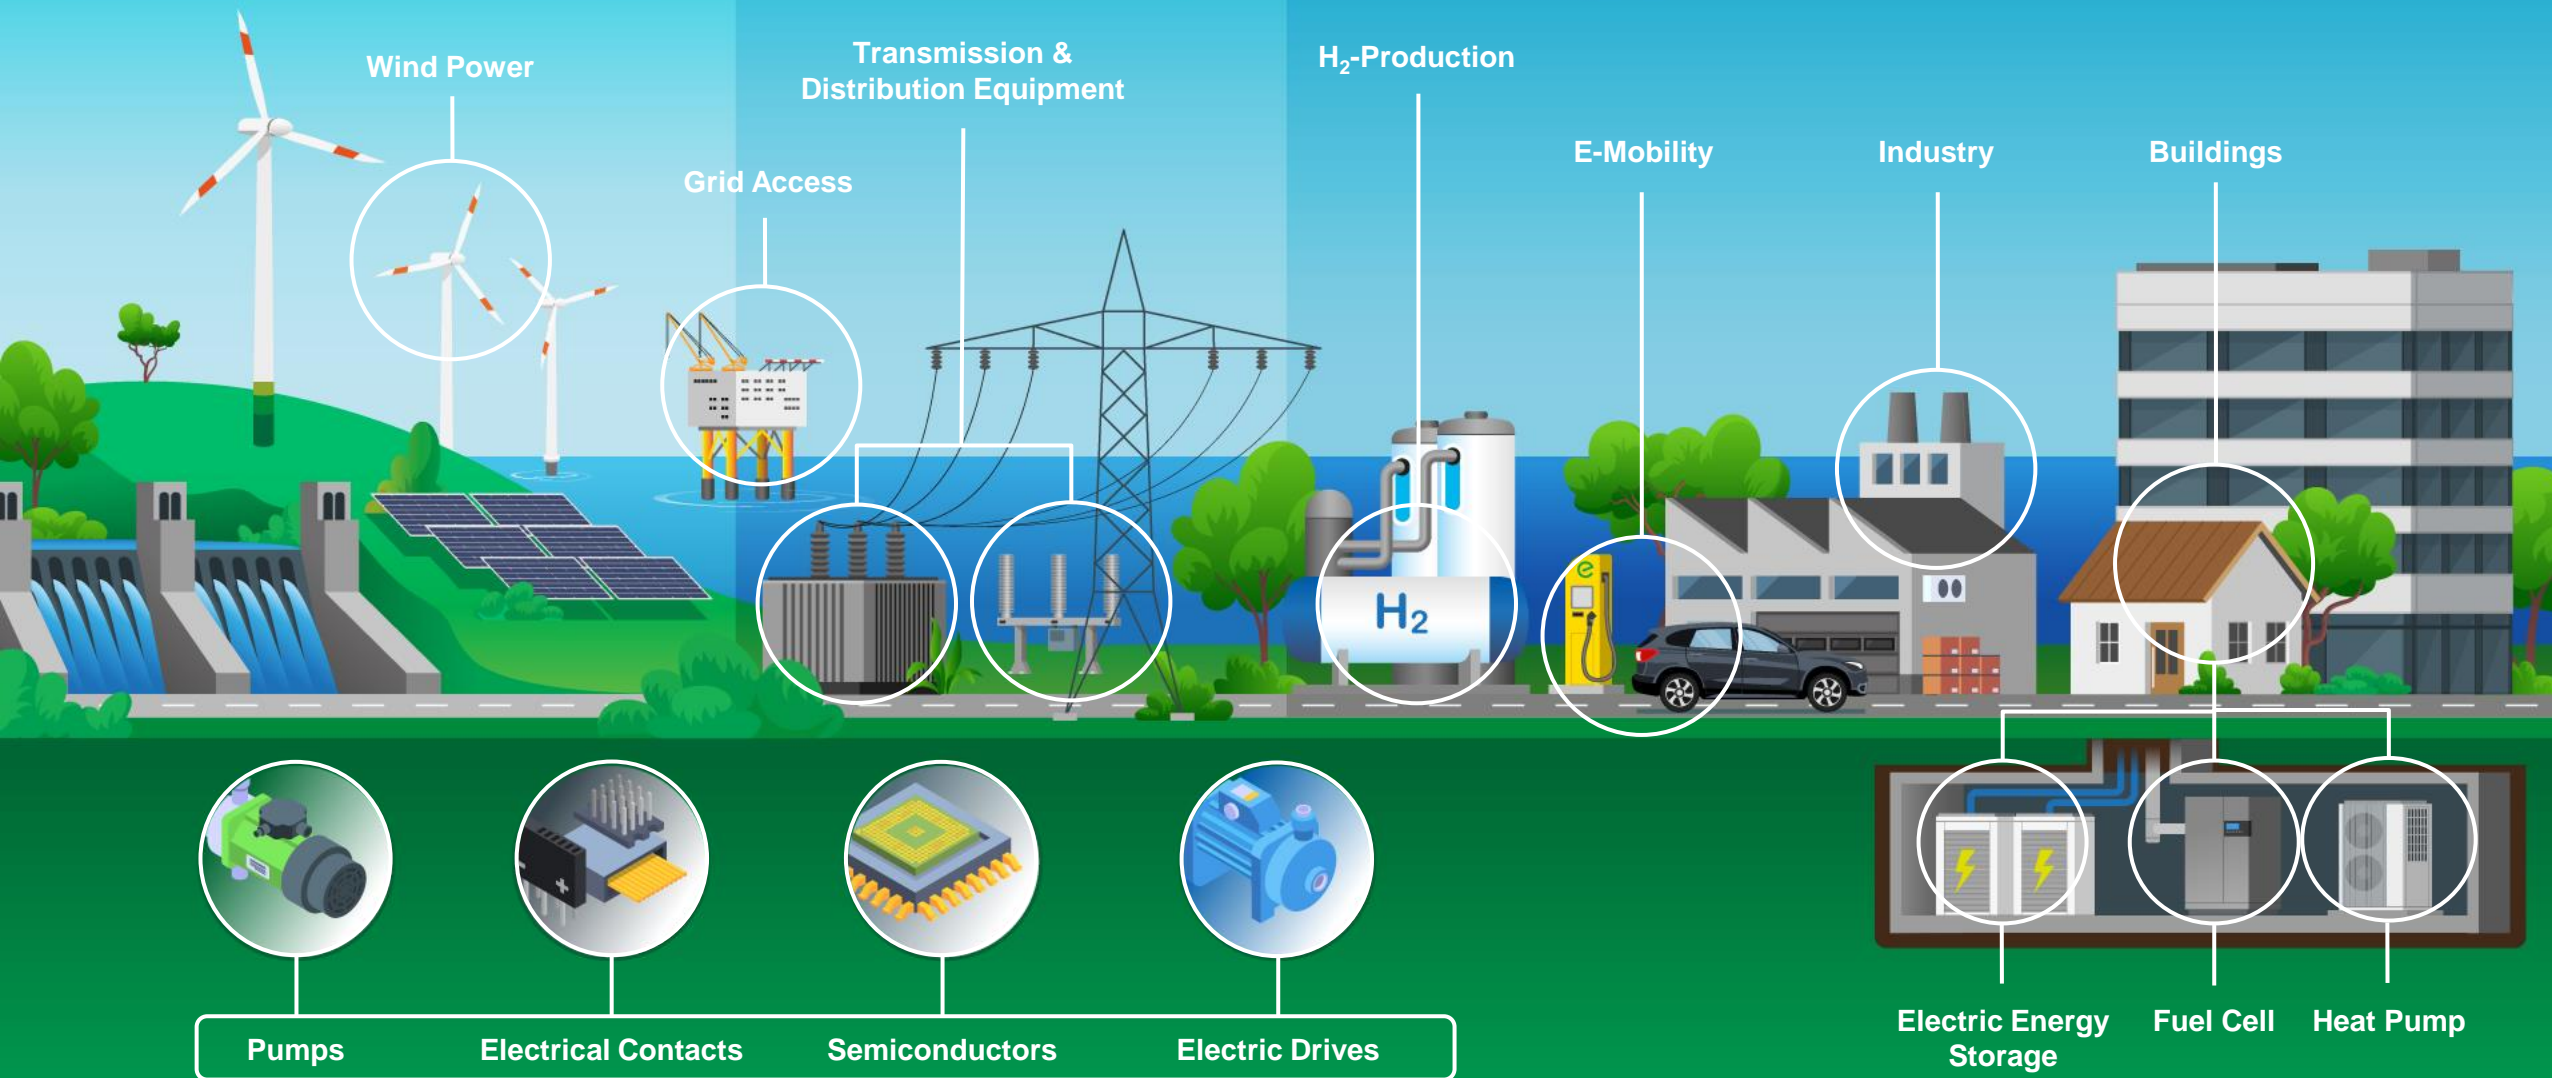 Wind Power
Transmission &
Distribution Equipment
H₂-Production
Grid Access
E-Mobility
Industry
Buildings
e
H₂
+
Pumps
Electrical Contacts
Semiconductors
Electric Drives
Electric Energy
Storage
Fuel Cell
Heat Pump